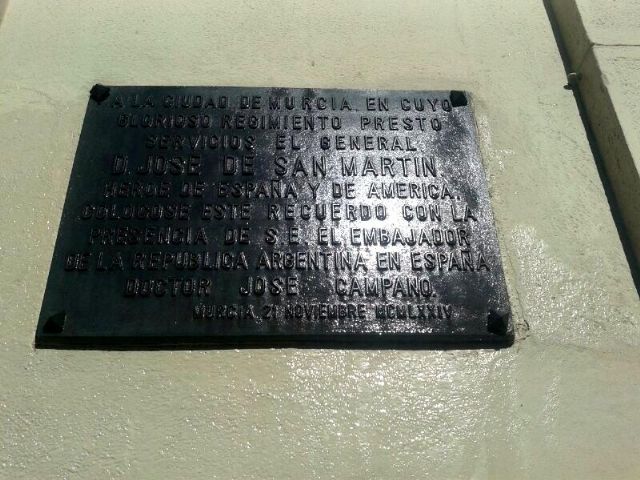 A LA CIUDAD, DE MURCIA, EN CUYO
GLORIOSO REGIMIENTO PRESTO
SERVICIOS EL GENERAL
D. JOSE DE SAN MARTIN
HEROE DE ESPAÑA Y DE AMERICA,
COLOCOSE ESTE RECUERDO CON LA
PRESENCIA DE S.E. EL EMBAJADOR
DE LA REPUBLICA ARGENTINA EN ESPAÑA
DOCTOR JOSE CAMPANO.
MURCIA, 21 NOVIEMBRE MCMLXXIV